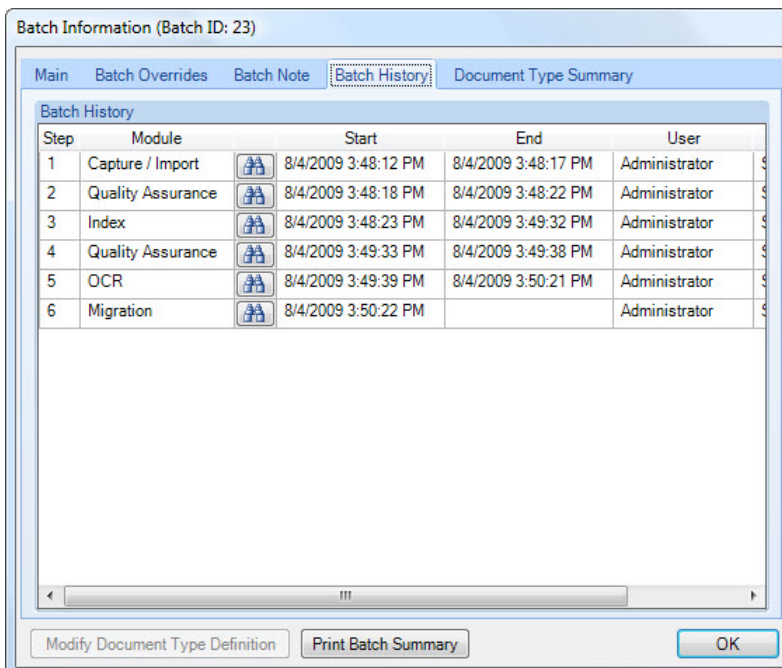 Batch Information (Batch ID: 23)
Main Batch Overrides Batch Note Batch History Document Type Summary
Batch History
Step Module Start End User
1 Capture / Import 8/4/2009 3:48:12 PM 8/4/2009 3:48:17 PM Administrator
2 Quality Assurance 8/4/2009 3:48:18 PM 8/4/2009 3:48:22 PM Administrator
3 Index 8/4/2009 3:48:23 PM 8/4/2009 3:49:32 PM Administrator
4 Quality Assurance 8/4/2009 3:49:33 PM 8/4/2009 3:49:38 PM Administrator
5 OCR 8/4/2009 3:49:39 PM 8/4/2009 3:50:21 PM Administrator
6 Migration 8/4/2009 3:50:22 PM Administrator
Modify Document Type Definition Print Batch Summary OK